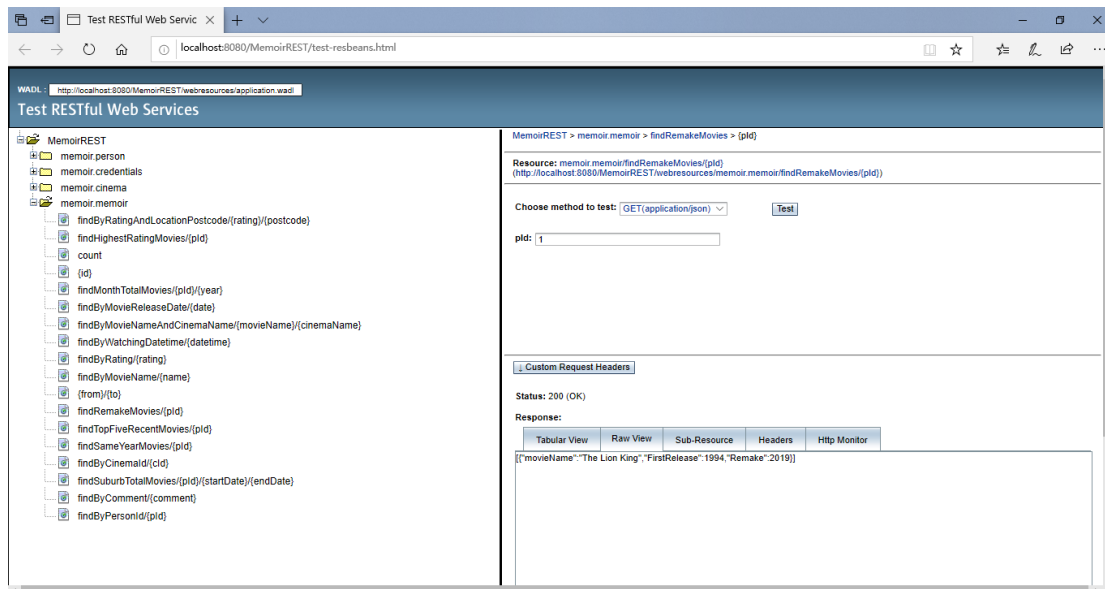 Test RESTful Web Servic
localhost:8080/MemoirREST/test-resbeans.html
WADL : http://localhost:8080/MemoirREST/webresources/application.wadl
Test RESTful Web Services
MemoirREST
memoir.person
memoir.credentials
memoir.cinema
memoir.memoir
findByRatingAndLocationPostcode/{rating}/{postcode}
findHighestRatingMovies/{pId}
count
{id}
findMonthTotalMovies/{pId}/{year}
findByMovieReleaseDate/{date}
findByMovieNameAndCinemaName/{movieName}/{cinemaName}
findByWatchingDatetime/{datetime}
findByRating/{rating}
findByMovieName/{name}
{from}/{to}
findRemakeMovies/{pId}
findTopFiveRecentMovies/{pId}
findSameYearMovies/{pId}
findByCinemaId/{cId}
findSuburbTotalMovies/{pId}/{startDate}/{endDate}
findByComment/{comment}
findByPersonId/{pId}
MemoirREST > memoir.memoir > findRemakeMovies > {pId}
Resource: memoir.memoir/findRemakeMovies/{pId}
(http://localhost:8080/MemoirREST/webresources/memoir.memoir/findRemakeMovies/{pId})
Choose method to test: GET(application/json) Test
pId: 1
↓ Custom Request Headers
Status: 200 (OK)
Response:
Tabular View Raw View Sub-Resource Headers Http Monitor
[{"movieName":"The Lion King","FirstRelease":1994,"Remake":2019}]